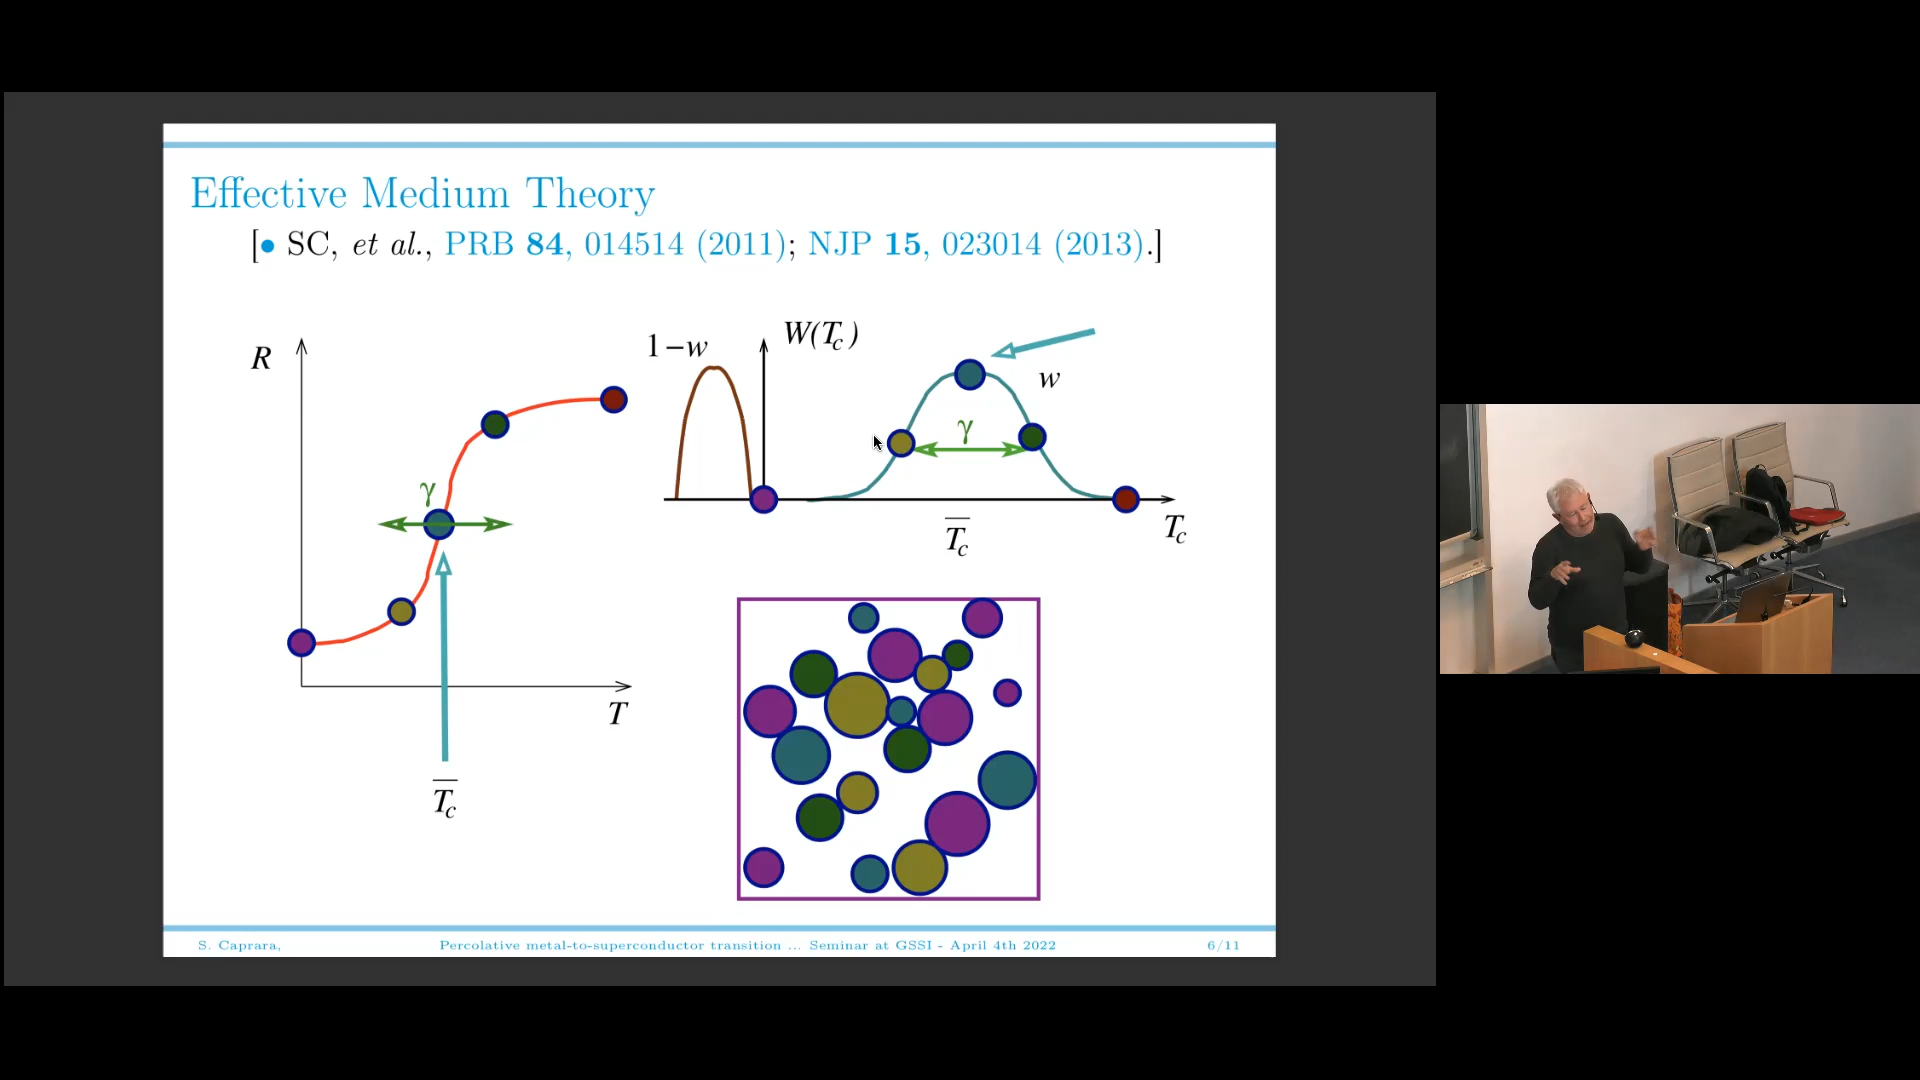 Effective Medium Theory
[• SC, et al., PRB 84, 014514 (2011); NJP 15, 023014 (2013).]
R
γ
T
T̅c
1−w
W(Tc)
w
γ
T̅c
Tc
S. Caprara,
Percolative metal-to-superconductor transition ... Seminar at GSSI - April 4th 2022
6/11